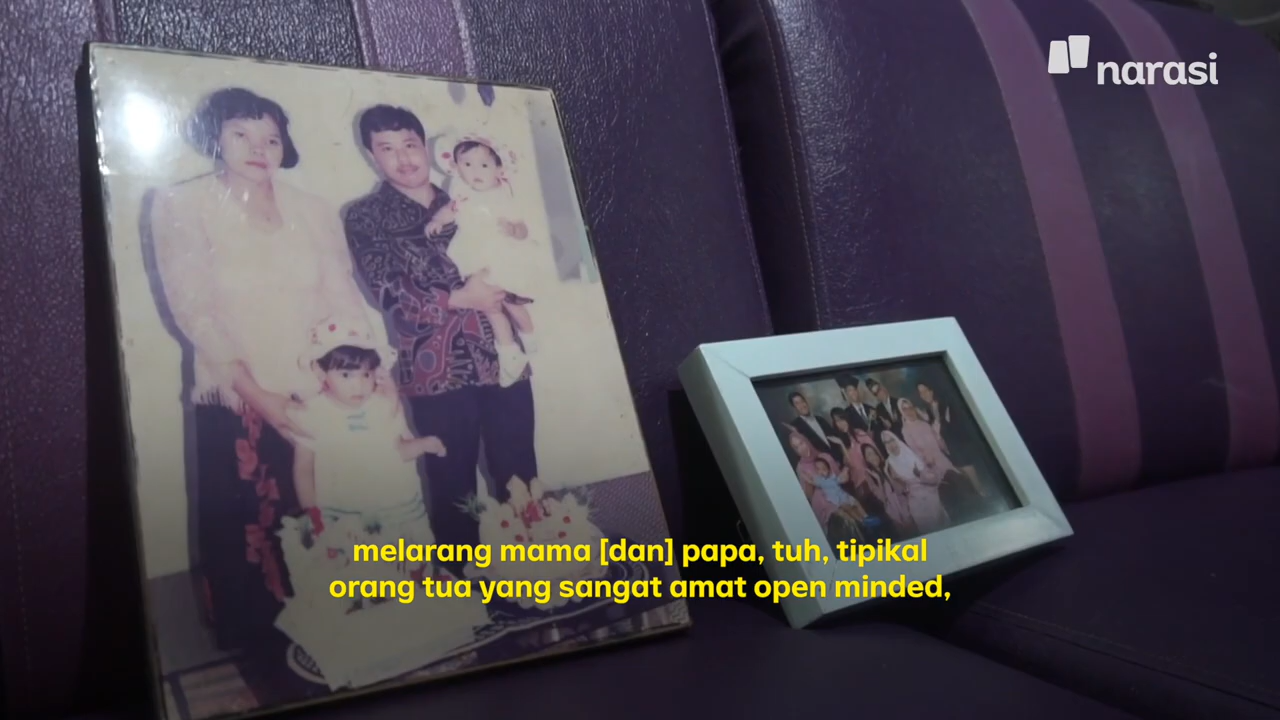 narasi
melarang mama [dan] papa, tuh, tipikal
orang tua yang sangat amat open minded,